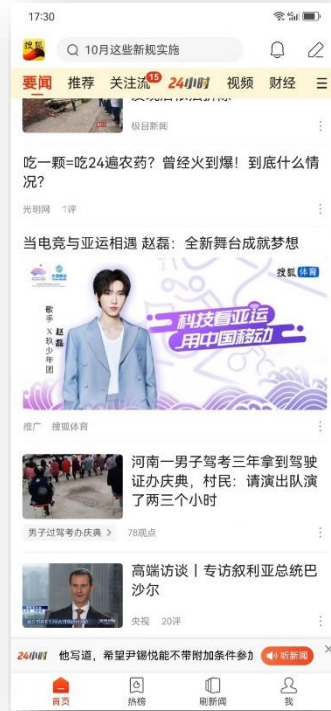 17:30
搜狐
10月这些新规实施
要闻 推荐 关注流 15 24小时 视频 财经
极目新闻
吃一颗=吃24遍农药？曾经火到爆！到底什么情
况？
光明网 1评
当电竞与亚运相遇 赵磊：全新舞台成就梦想
搜狐 体育
歌手 X 玖少年团
赵磊
科技看亚运
用中国移动
推广 搜狐体育
河南一男子驾考三年拿到驾驶
证办庆典，村民：请演出队演
了两三个小时
男子过驾考办庆典 >
78观点
高端访谈｜专访叙利亚总统巴
沙尔
央视 20评
24小时 他写道，希望尹锡悦能不带附加条件参加
听新闻
首页 热榜 刷新闻 我